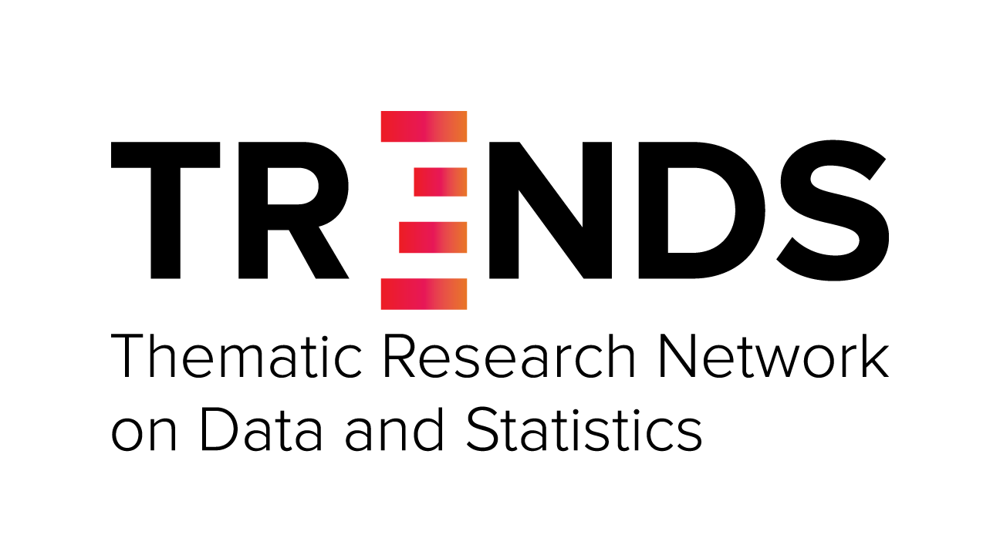 TRENDS
Thematic Research Network
on Data and Statistics